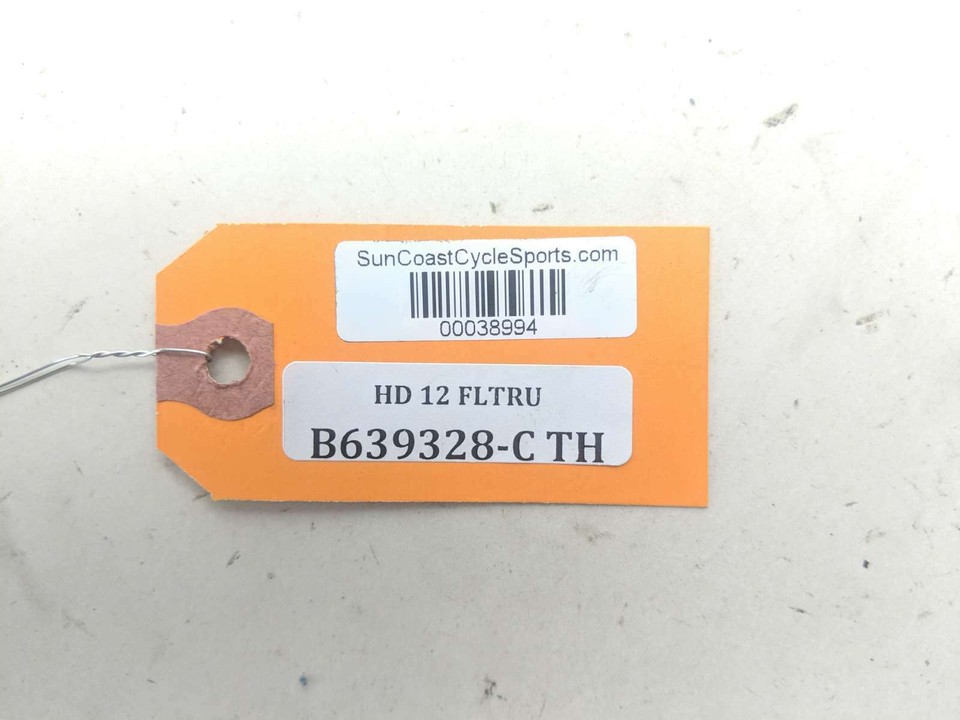 SunCoastCycleSports.com
00038994
HD 12 FLTRU
B639328-C TH